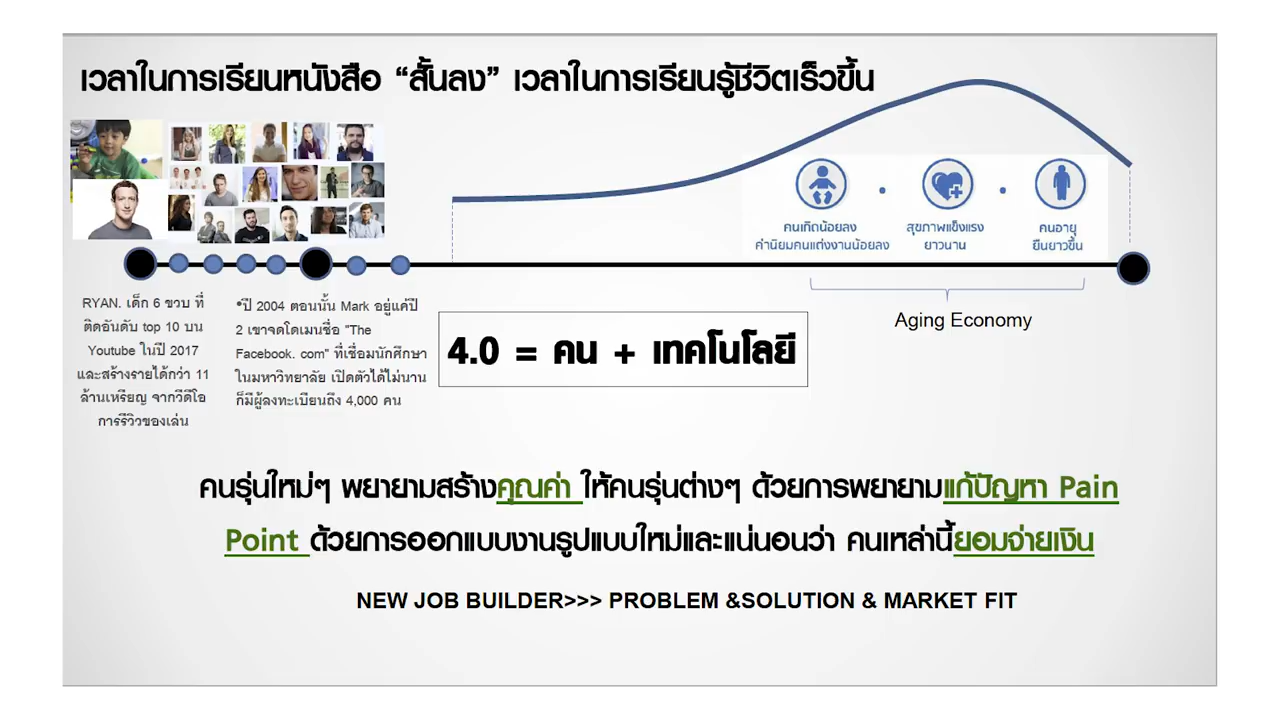 เวลาในการเรียนหนังสือ “สั้นลง” เวลาในการเรียนรู้ชีวิตเร็วขึ้น
คนเกิดน้อยลง
ค่านิยมคนแต่งงานน้อยลง
สุขภาพแข็งแรง
ยาวนาน
คนอายุ
ยืนยาวขึ้น
Aging Economy
RYAN. เด็ก 6 ขวบ ที่
ติดอันดับ top 10 บน
Youtube ในปี 2017
และสร้างรายได้กว่า 11
ล้านเหรียญ จากวีดีโอ
การรีวิวของเล่น
•ปี 2004 ตอนนั้น Mark อยู่แค่ปี
2 เขาจดโดเมนชื่อ "The
Facebook. com" ที่เชื่อมนักศึกษา
ในมหาวิทยาลัย เปิดตัวได้ไม่นาน
ก็มีผู้ลงทะเบียนถึง 4,000 คน
4.0 = คน + เทคโนโลยี
คนรุ่นใหม่ๆ พยายามสร้างคุณค่า ให้คนรุ่นต่างๆ ด้วยการพยายามแก้ปัญหา Pain
Point ด้วยการออกแบบงานรูปแบบใหม่และแน่นอนว่า คนเหล่านี้ยอมจ่ายเงิน
NEW JOB BUILDER>>> PROBLEM &SOLUTION & MARKET FIT